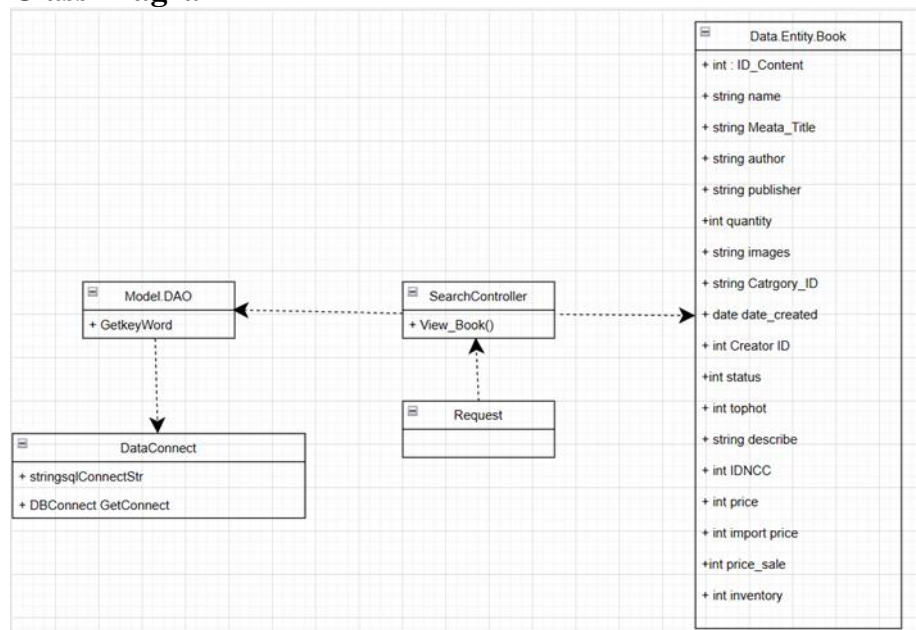 Data.Entity.Book
+ int : ID_Content
+ string name
+ string Meata_Title
+ string author
+ string publisher
+int quantity
+ string images
+ string Catrgory_ID
+ date date_created
+ int Creator ID
+int status
+ int tophot
+ string describe
+ int IDNCC
+ int price
+ int import price
+int price_sale
+ int inventory
Model.DAO
+ GetkeyWord
SearchController
+ View_Book()
Request
DataConnect
+ stringsqlConnectStr
+ DBConnect GetConnect